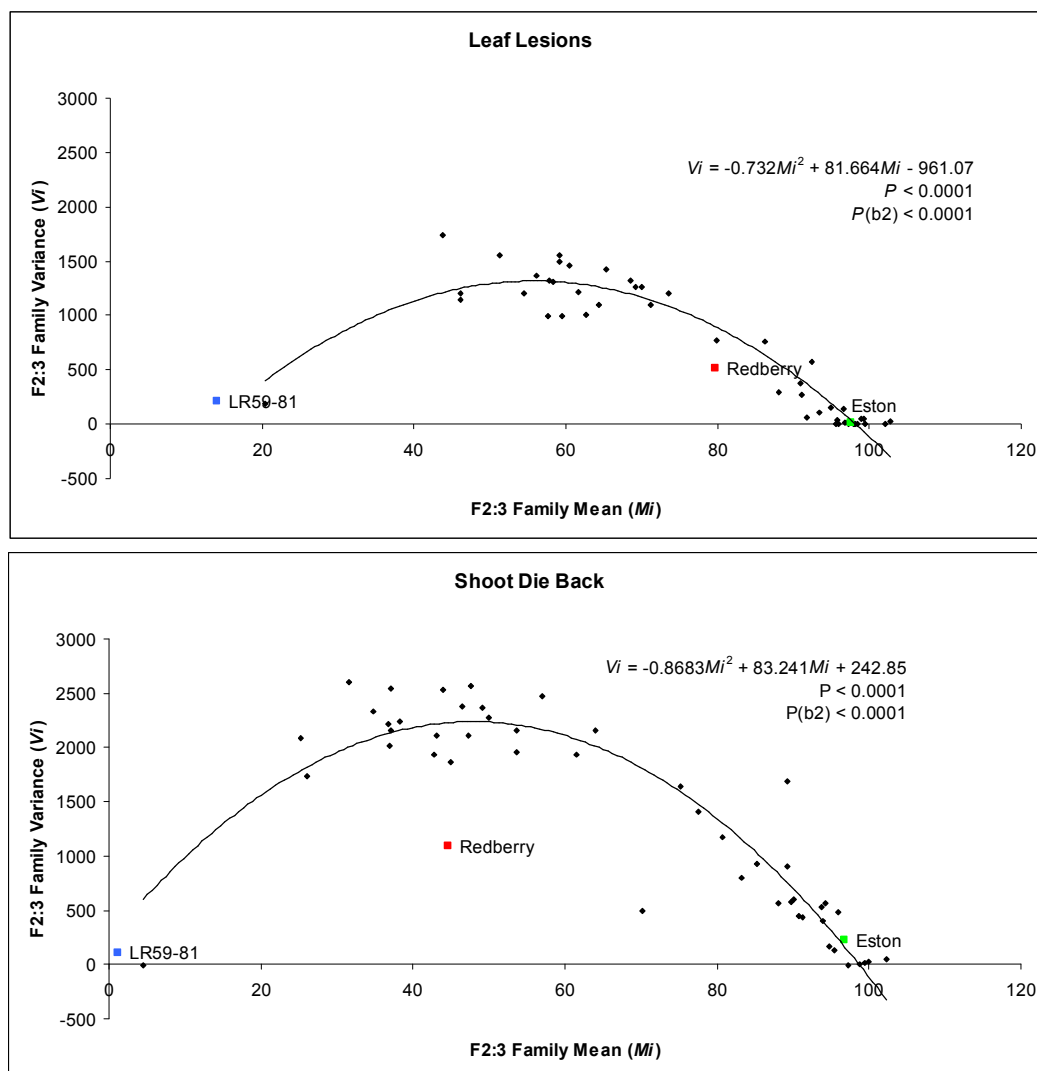 Leaf Lesions
3000
2500
2000
1500
1000
500
0
-500
F2:3 Family Variance (Vi)
Vi = -0.732Mi² + 81.664Mi - 961.07
P < 0.0001
P(b2) < 0.0001
Redberry
LR59-81
Eston
0 20 40 60 80 100 120
F2:3 Family Mean (Mi)
Shoot Die Back
3000
2500
2000
1500
1000
500
0
-500
F2:3 Family Variance (Vi)
Vi = -0.8683Mi² + 83.241Mi + 242.85
P < 0.0001
P(b2) < 0.0001
Redberry
LR59-81
Eston
0 20 40 60 80 100 120
F2:3 Family Mean (Mi)